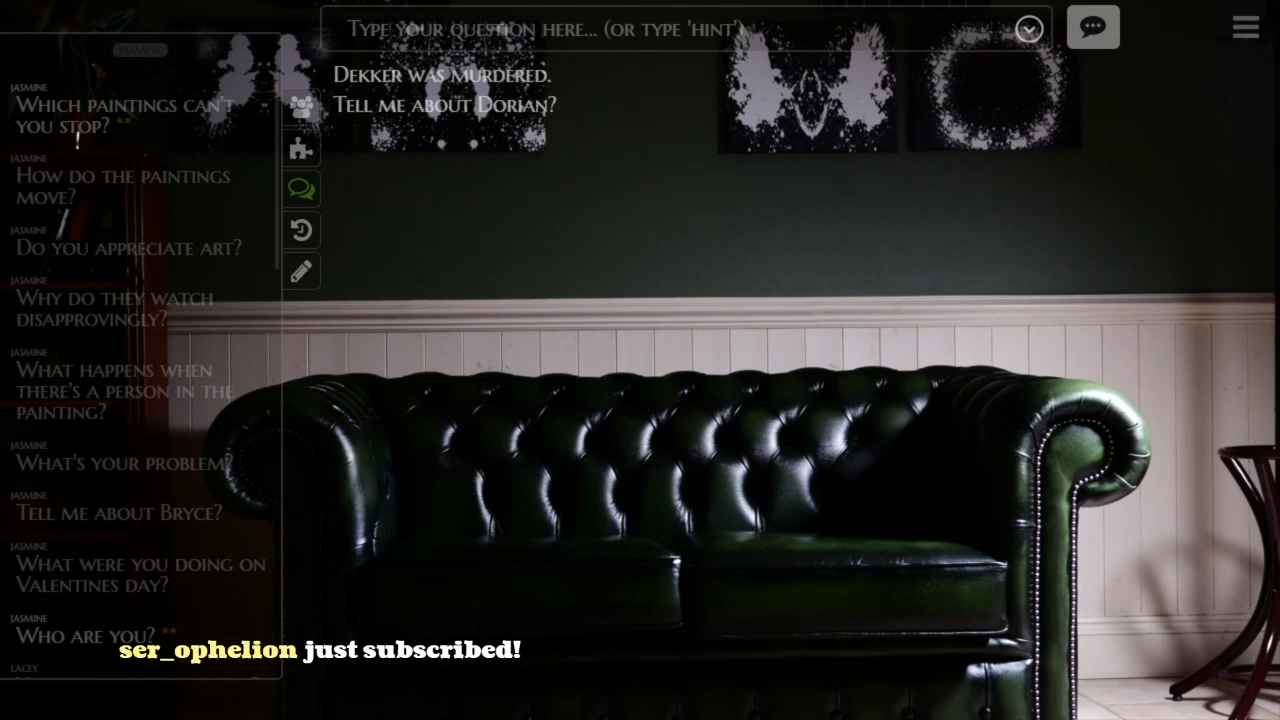 Type your question here... (or type 'hint')
Dekker was murdered.
Tell me about Dorian?
JASMINE
JASMINE
Which paintings can't
you stop? **
JASMINE
How do the paintings
move?
JASMINE
Do you appreciate art?
JASMINE
Why do they watch
disapprovingly?
JASMINE
What happens when
there's a person in the
painting?
JASMINE
What's your problem?
JASMINE
Tell me about Bryce?
JASMINE
What were you doing on
Valentines day?
JASMINE
Who are you? **
ser_ophelion just subscribed!
LACEY